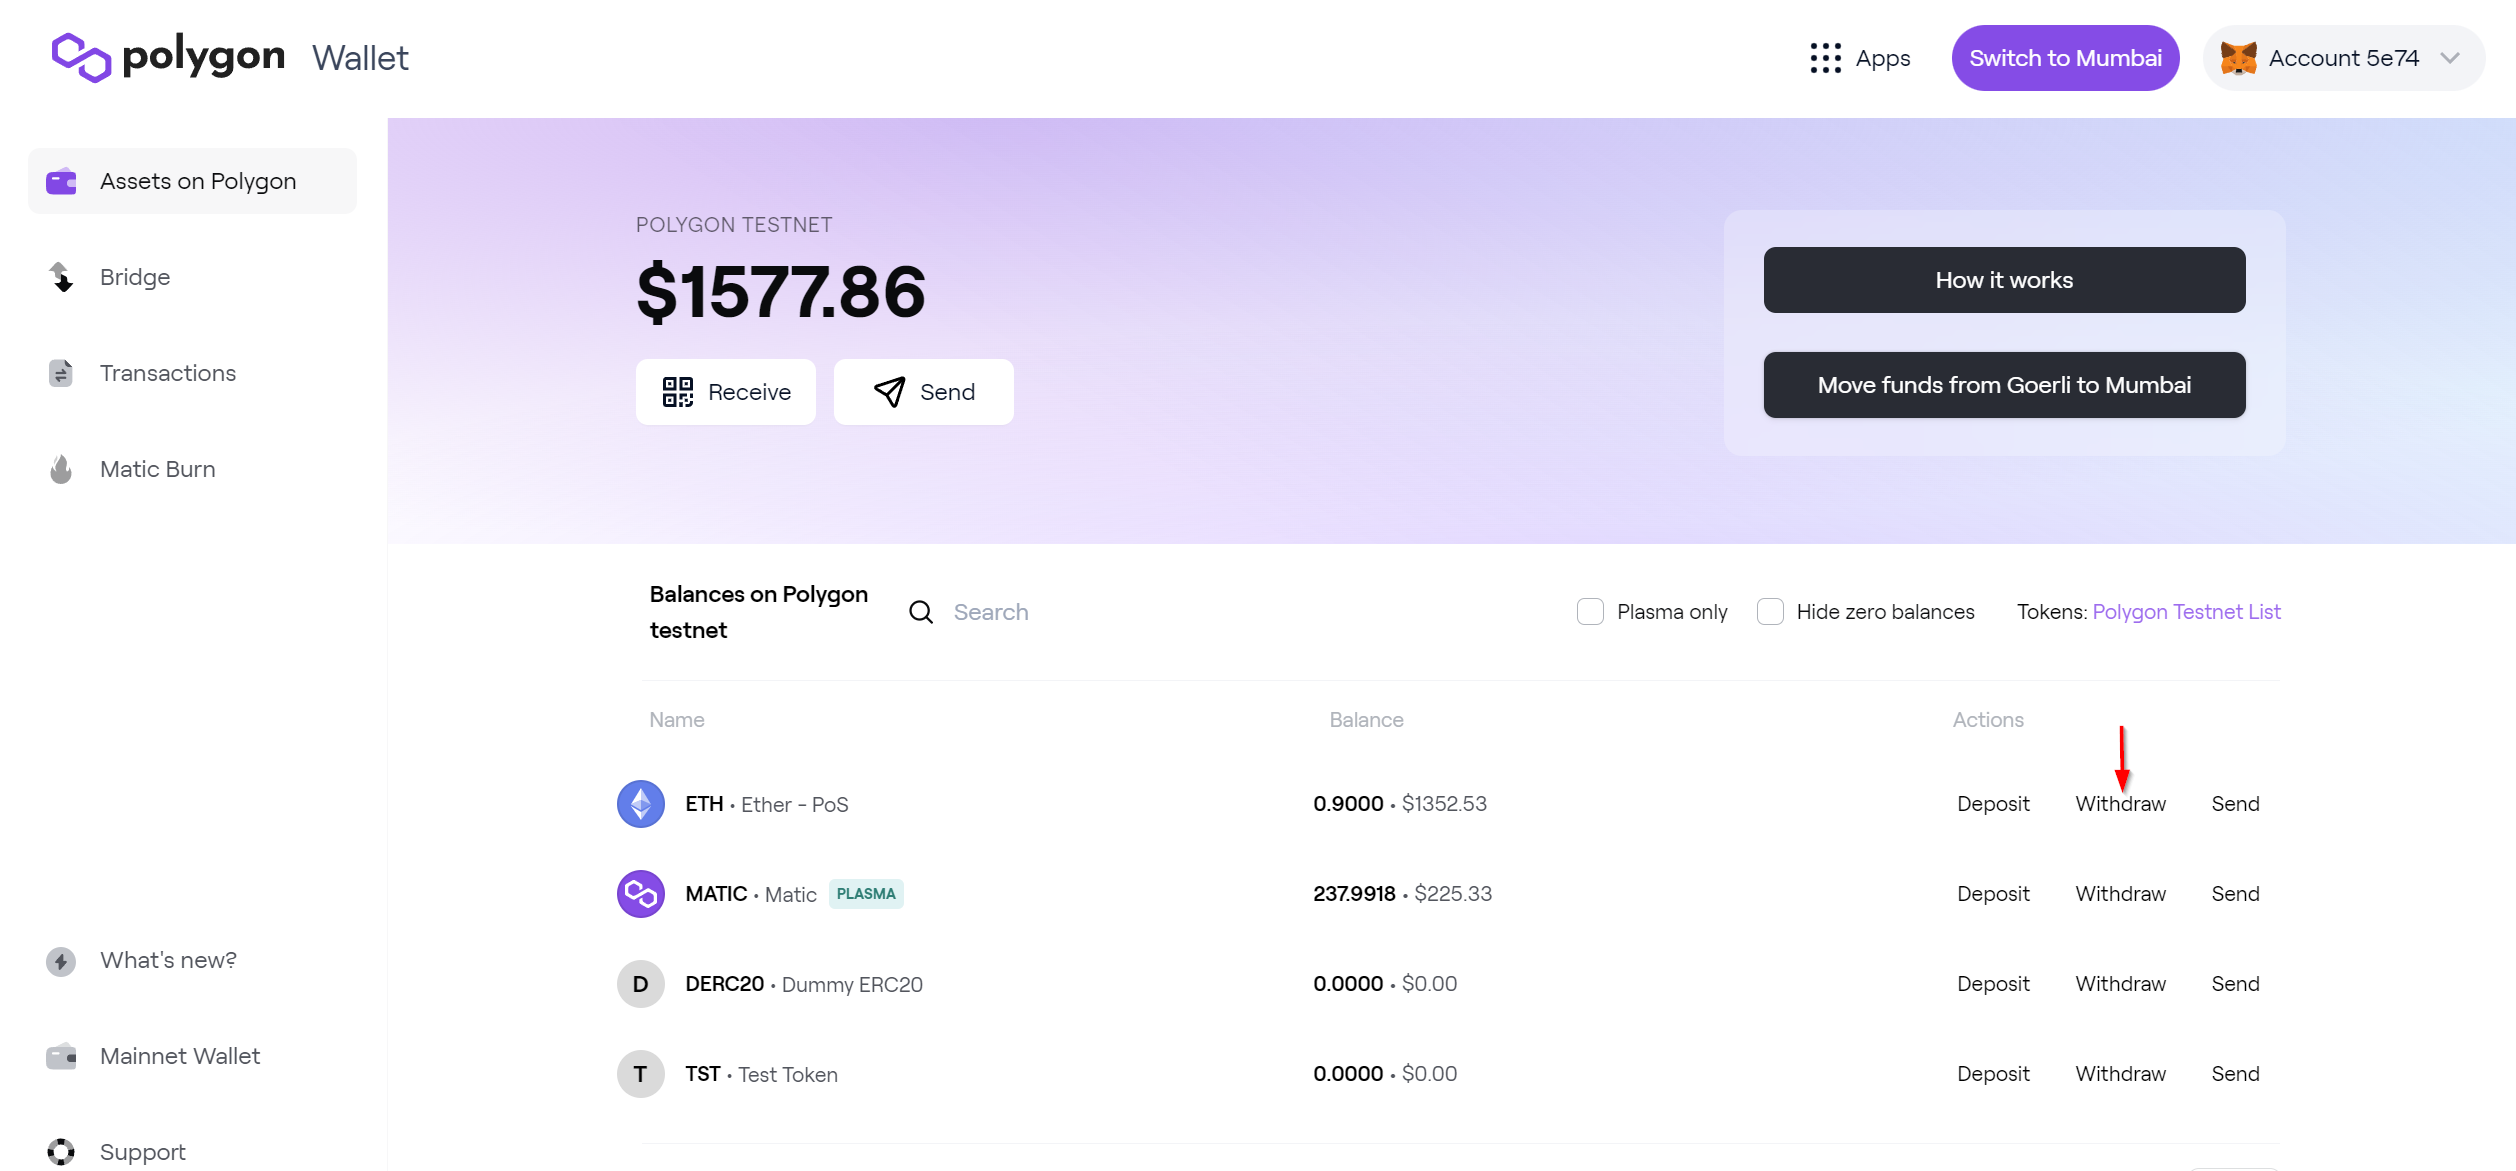 polygon Wallet
Apps
Switch to Mumbai
Account 5e74
Assets on Polygon
Bridge
Transactions
Matic Burn
What's new?
Mainnet Wallet
Support
POLYGON TESTNET
$1577.86
Receive
Send
How it works
Move funds from Goerli to Mumbai
Balances on Polygon
testnet
Search
Plasma only
Hide zero balances
Tokens: Polygon Testnet List
Name Balance Actions
ETH • Ether - PoS 0.9000 • $1352.53 Deposit Withdraw Send
MATIC • Matic PLASMA 237.9918 • $225.33 Deposit Withdraw Send
D DERC20 • Dummy ERC20 0.0000 • $0.00 Deposit Withdraw Send
T TST • Test Token 0.0000 • $0.00 Deposit Withdraw Send